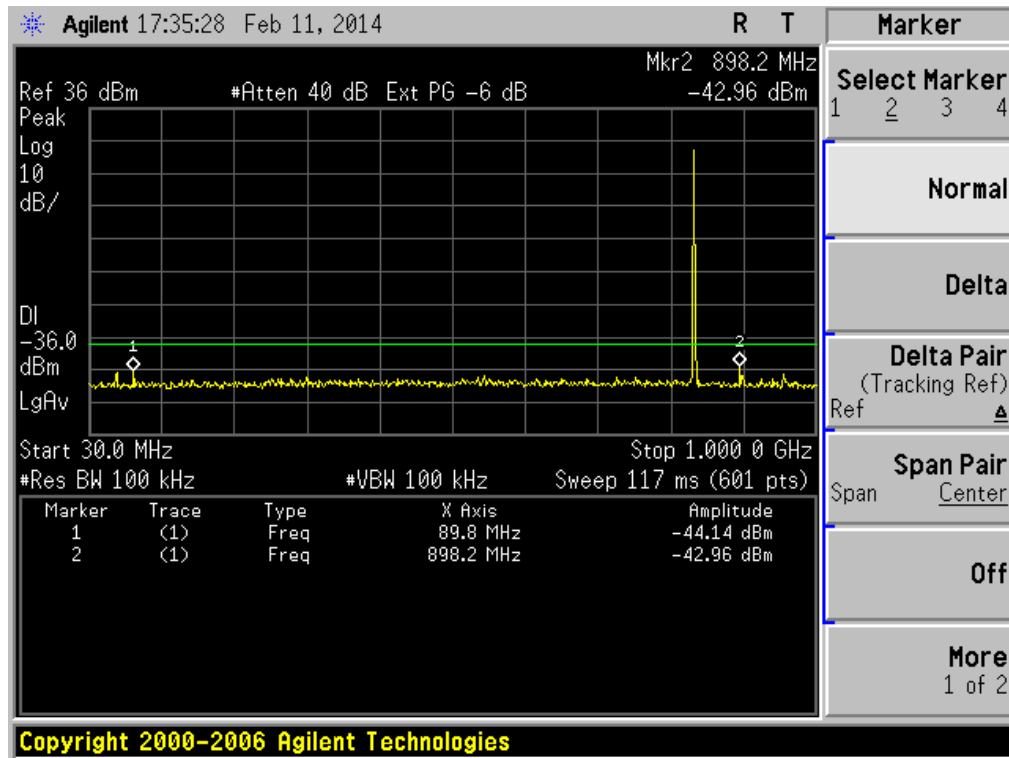 Agilent 17:35:28 Feb 11, 2014 R T
Mkr2 898.2 MHz
Ref 36 dBm #Atten 40 dB Ext PG -6 dB -42.96 dBm
Peak
Log
10
dB/
DI
-36.0
dBm
LgAv
1
2
Start 30.0 MHz Stop 1.000 0 GHz
#Res BW 100 kHz #VBW 100 kHz Sweep 117 ms (601 pts)
Marker Trace Type X Axis Amplitude
1 (1) Freq 89.8 MHz -44.14 dBm
2 (1) Freq 898.2 MHz -42.96 dBm
Marker
Select Marker
1 2 3 4
Normal
Delta
Delta Pair
(Tracking Ref)
Ref Δ
Span Pair
Span Center
Off
More
1 of 2
Copyright 2000-2006 Agilent Technologies